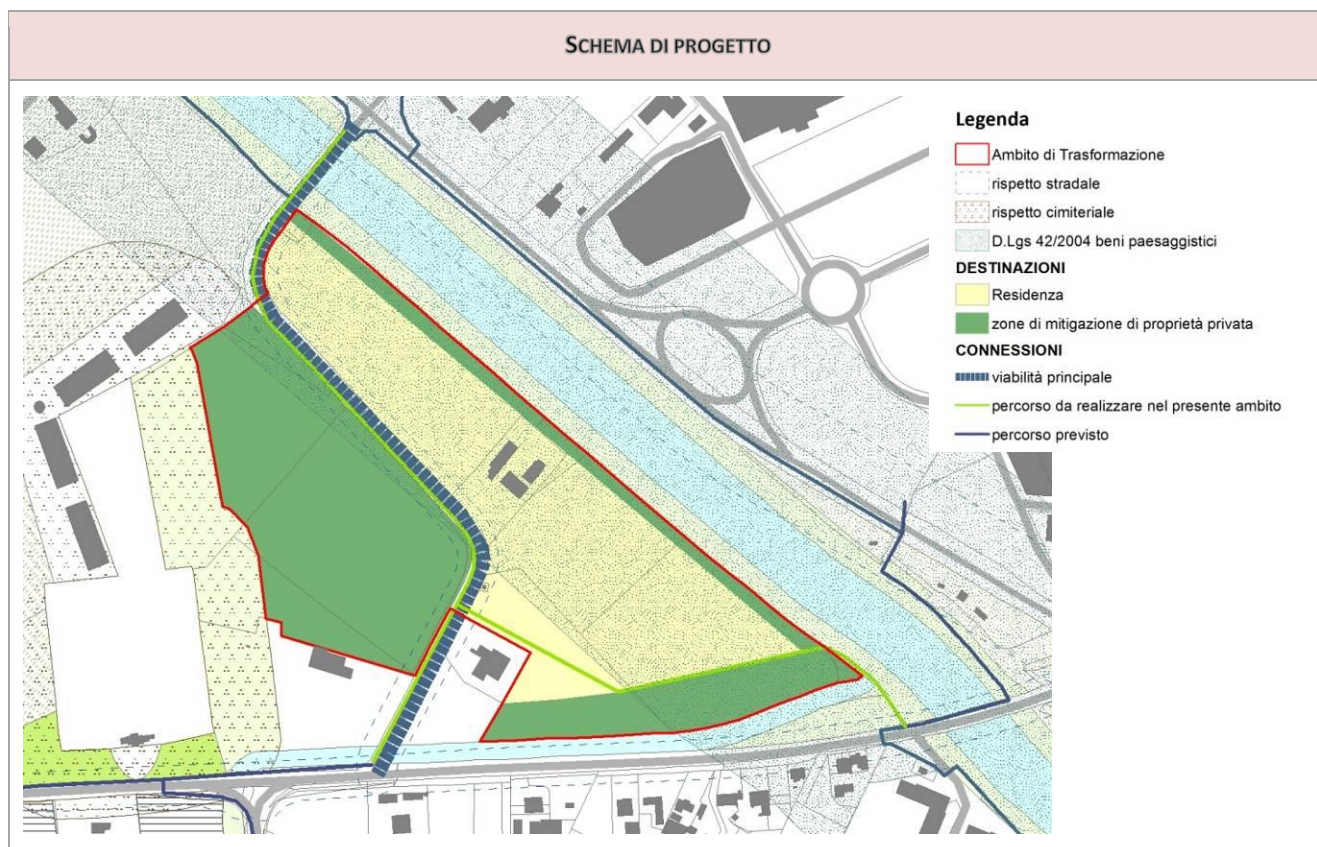 SCHEMA DI PROGETTO
Legenda
Ambito di Trasformazione
rispetto stradale
rispetto cimiteriale
D.Lgs 42/2004 beni paesaggistici
DESTINAZIONI
Residenza
zone di mitigazione di proprietà privata
CONNESSIONI
viabilità principale
percorso da realizzare nel presente ambito
percorso previsto